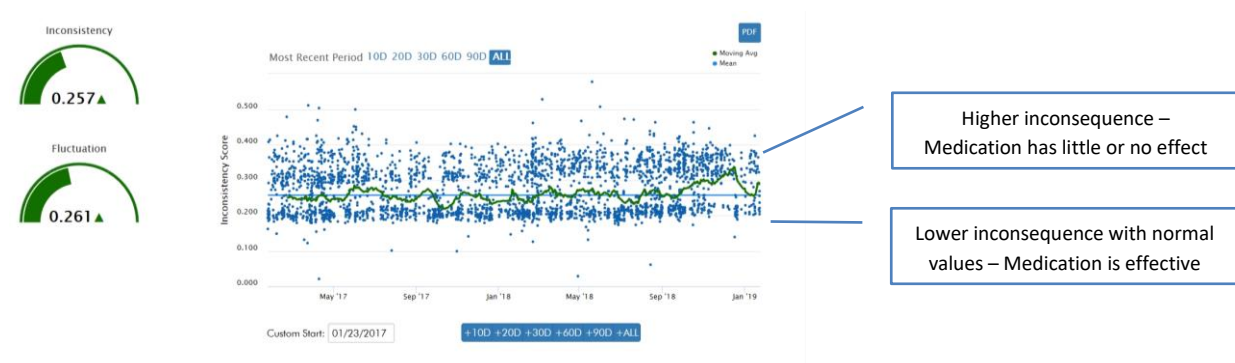 Inconsistency
0.257▲
Fluctuation
0.261▲
PDF
Most Recent Period 10D 20D 30D 60D 90D ALL
Moving Avg
Mean
Inconsistency Score
0.500
0.400
0.300
0.200
0.100
0.000
May '17 Sep '17 Jan '18 May '18 Sep '18 Jan '19
Custom Start: 01/23/2017 +10D +20D +30D +60D +90D +ALL
Higher inconsequence –
Medication has little or no effect
Lower inconsequence with normal
values – Medication is effective